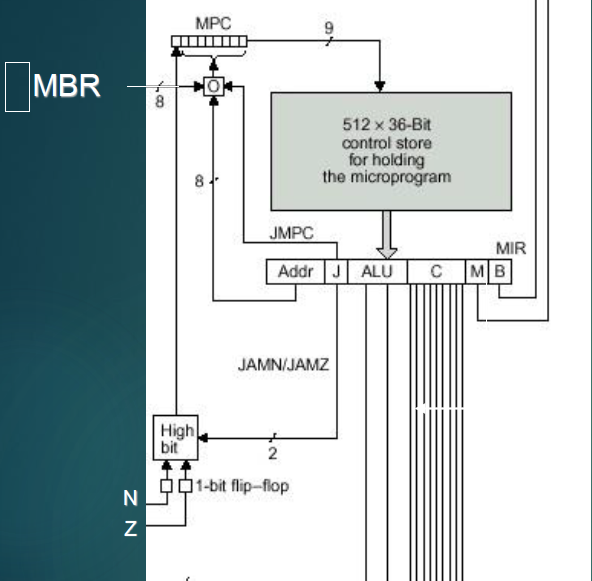 MPC
9
MBR
8
O
512 × 36-Bit
control store
for holding
the microprogram
8
JMPC
MIR
Addr J ALU C M B
JAMN/JAMZ
High
bit
2
1-bit flip–flop
N
Z